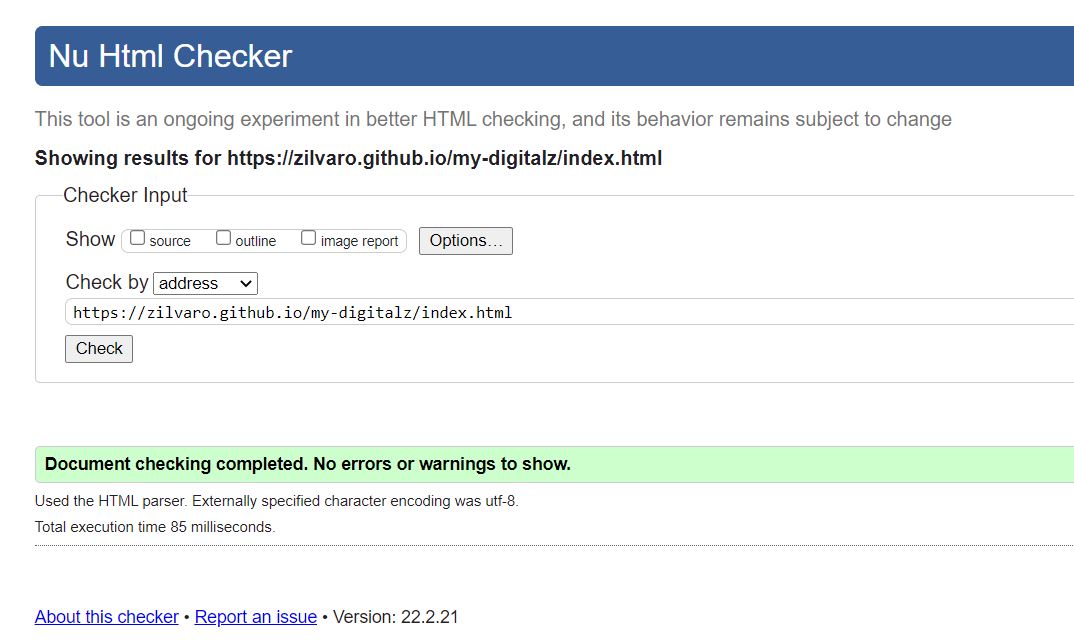 Nu Html Checker
This tool is an ongoing experiment in better HTML checking, and its behavior remains subject to change
Showing results for https://zilvaro.github.io/my-digitalz/index.html
Checker Input
Show source outline image report Options...
Check by address
https://zilvaro.github.io/my-digitalz/index.html
Check
Document checking completed. No errors or warnings to show.
Used the HTML parser. Externally specified character encoding was utf-8.
Total execution time 85 milliseconds.
About this checker • Report an issue • Version: 22.2.21